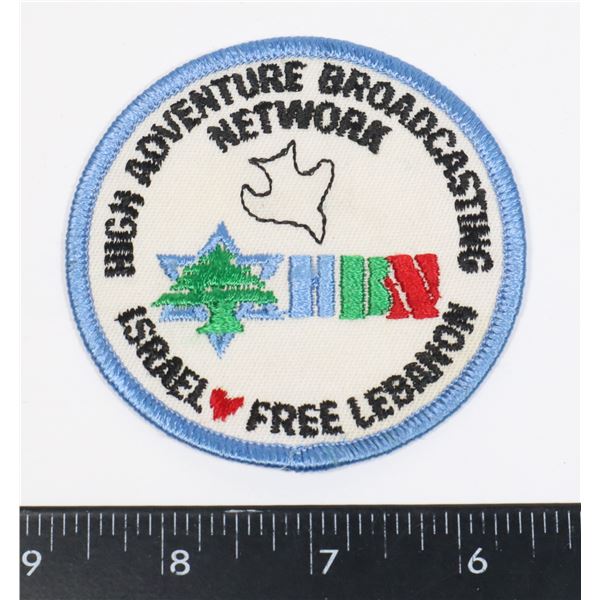 HIGH ADVENTURE BROADCASTING
NETWORK
HBN
ISRAEL ♥ FREE LEBANON
9 8 7 6